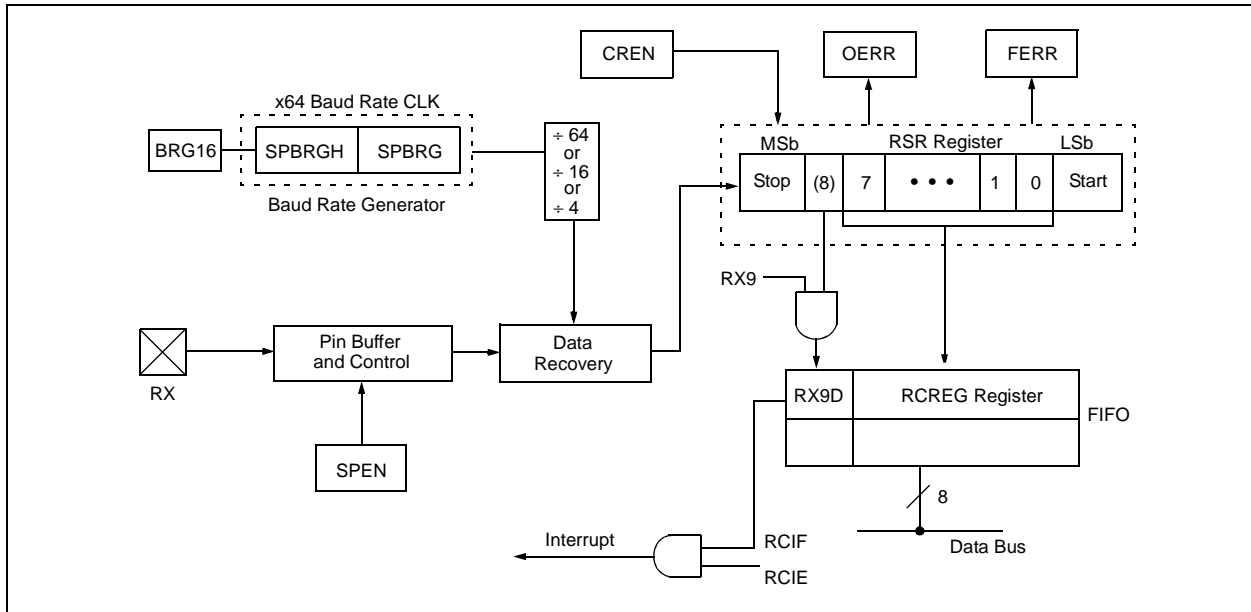 CREN
OERR
FERR
x64 Baud Rate CLK
BRG16
SPBRGH
SPBRG
Baud Rate Generator
÷ 64
or
÷ 16
or
÷ 4
MSb
RSR Register
LSb
Stop
(8)
7
• • •
1
0
Start
RX9
RX
Pin Buffer
and Control
Data
Recovery
SPEN
RX9D
RCREG Register
FIFO
8
Data Bus
Interrupt
RCIF
RCIE